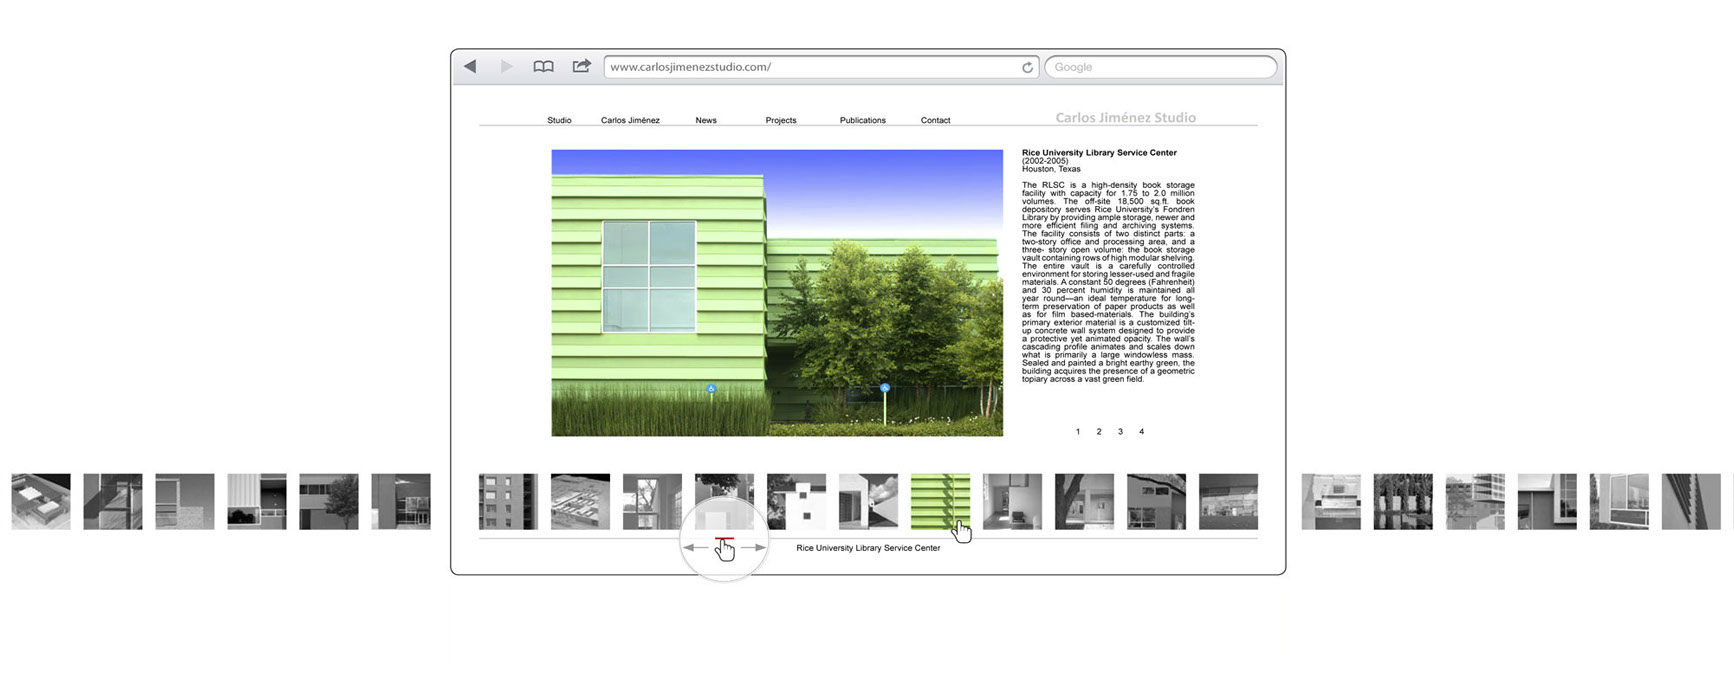 www.carlosjimenezstudio.com/
Google
Studio
Carlos Jiménez
News
Projects
Publications
Contact
Carlos Jiménez Studio
Rice University Library Service Center
(2002-2005)
Houston, Texas
The RLSC is a high-density book storage
facility with capacity for 1.75 to 2.0 million
volumes. The off-site 18,500 sq.ft. book
depository serves Rice University's Fondren
Library by providing ample storage, newer and
more efficient filing and archiving systems.
The facility consists of two distinct parts: a
two-story office and processing area, and a
three- story open volume: the book storage
vault containing rows of high modular shelving.
The entire vault is a carefully controlled
environment for storing lesser-used and fragile
materials. A constant 50 degrees (Fahrenheit)
and 30 percent humidity is maintained all
year round—an ideal temperature for long-
term preservation of paper products as well
as for film based-materials. The building's
primary exterior material is a customized tilt-
up concrete wall system designed to provide
a protective yet animated opacity. The wall's
cascading profile animates and scales down
what is primarily a large windowless mass.
Sealed and painted a bright earthy green, the
building acquires the presence of a geometric
topiary across a vast green field.
1 2 3 4
Rice University Library Service Center